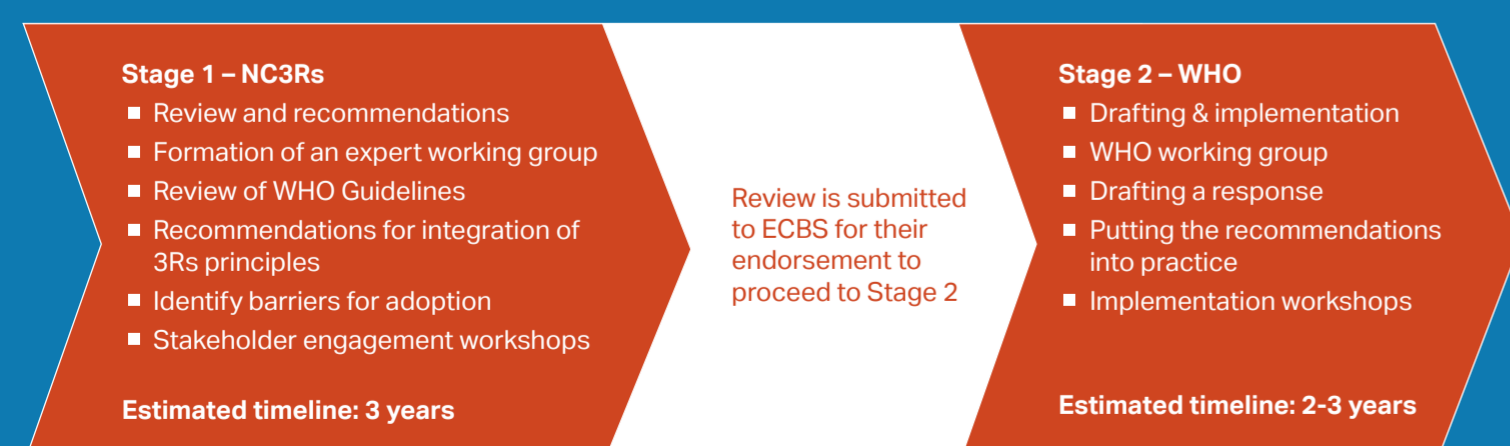 Stage 1 – NC3Rs
■ Review and recommendations
■ Formation of an expert working group
■ Review of WHO Guidelines
■ Recommendations for integration of
3Rs principles
■ Identify barriers for adoption
■ Stakeholder engagement workshops
Estimated timeline: 3 years
Review is submitted
to ECBS for their
endorsement to
proceed to Stage 2
Stage 2 – WHO
■ Drafting & implementation
■ WHO working group
■ Drafting a response
■ Putting the recommendations
into practice
■ Implementation workshops
Estimated timeline: 2-3 years